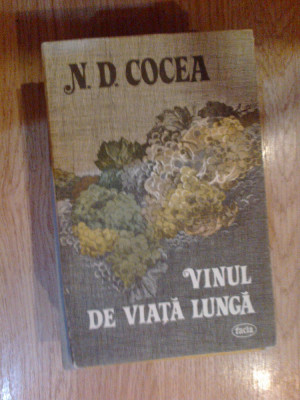 N. D. COCEA
VINUL
DE VIAȚĂ LUNGĂ
facla